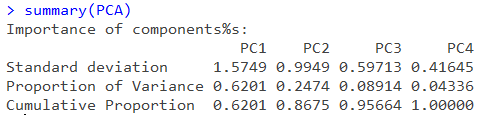 > summary(PCA)
Importance of components%s:
PC1 PC2 PC3 PC4
Standard deviation 1.5749 0.9949 0.59713 0.41645
Proportion of Variance 0.6201 0.2474 0.08914 0.04336
Cumulative Proportion 0.6201 0.8675 0.95664 1.00000